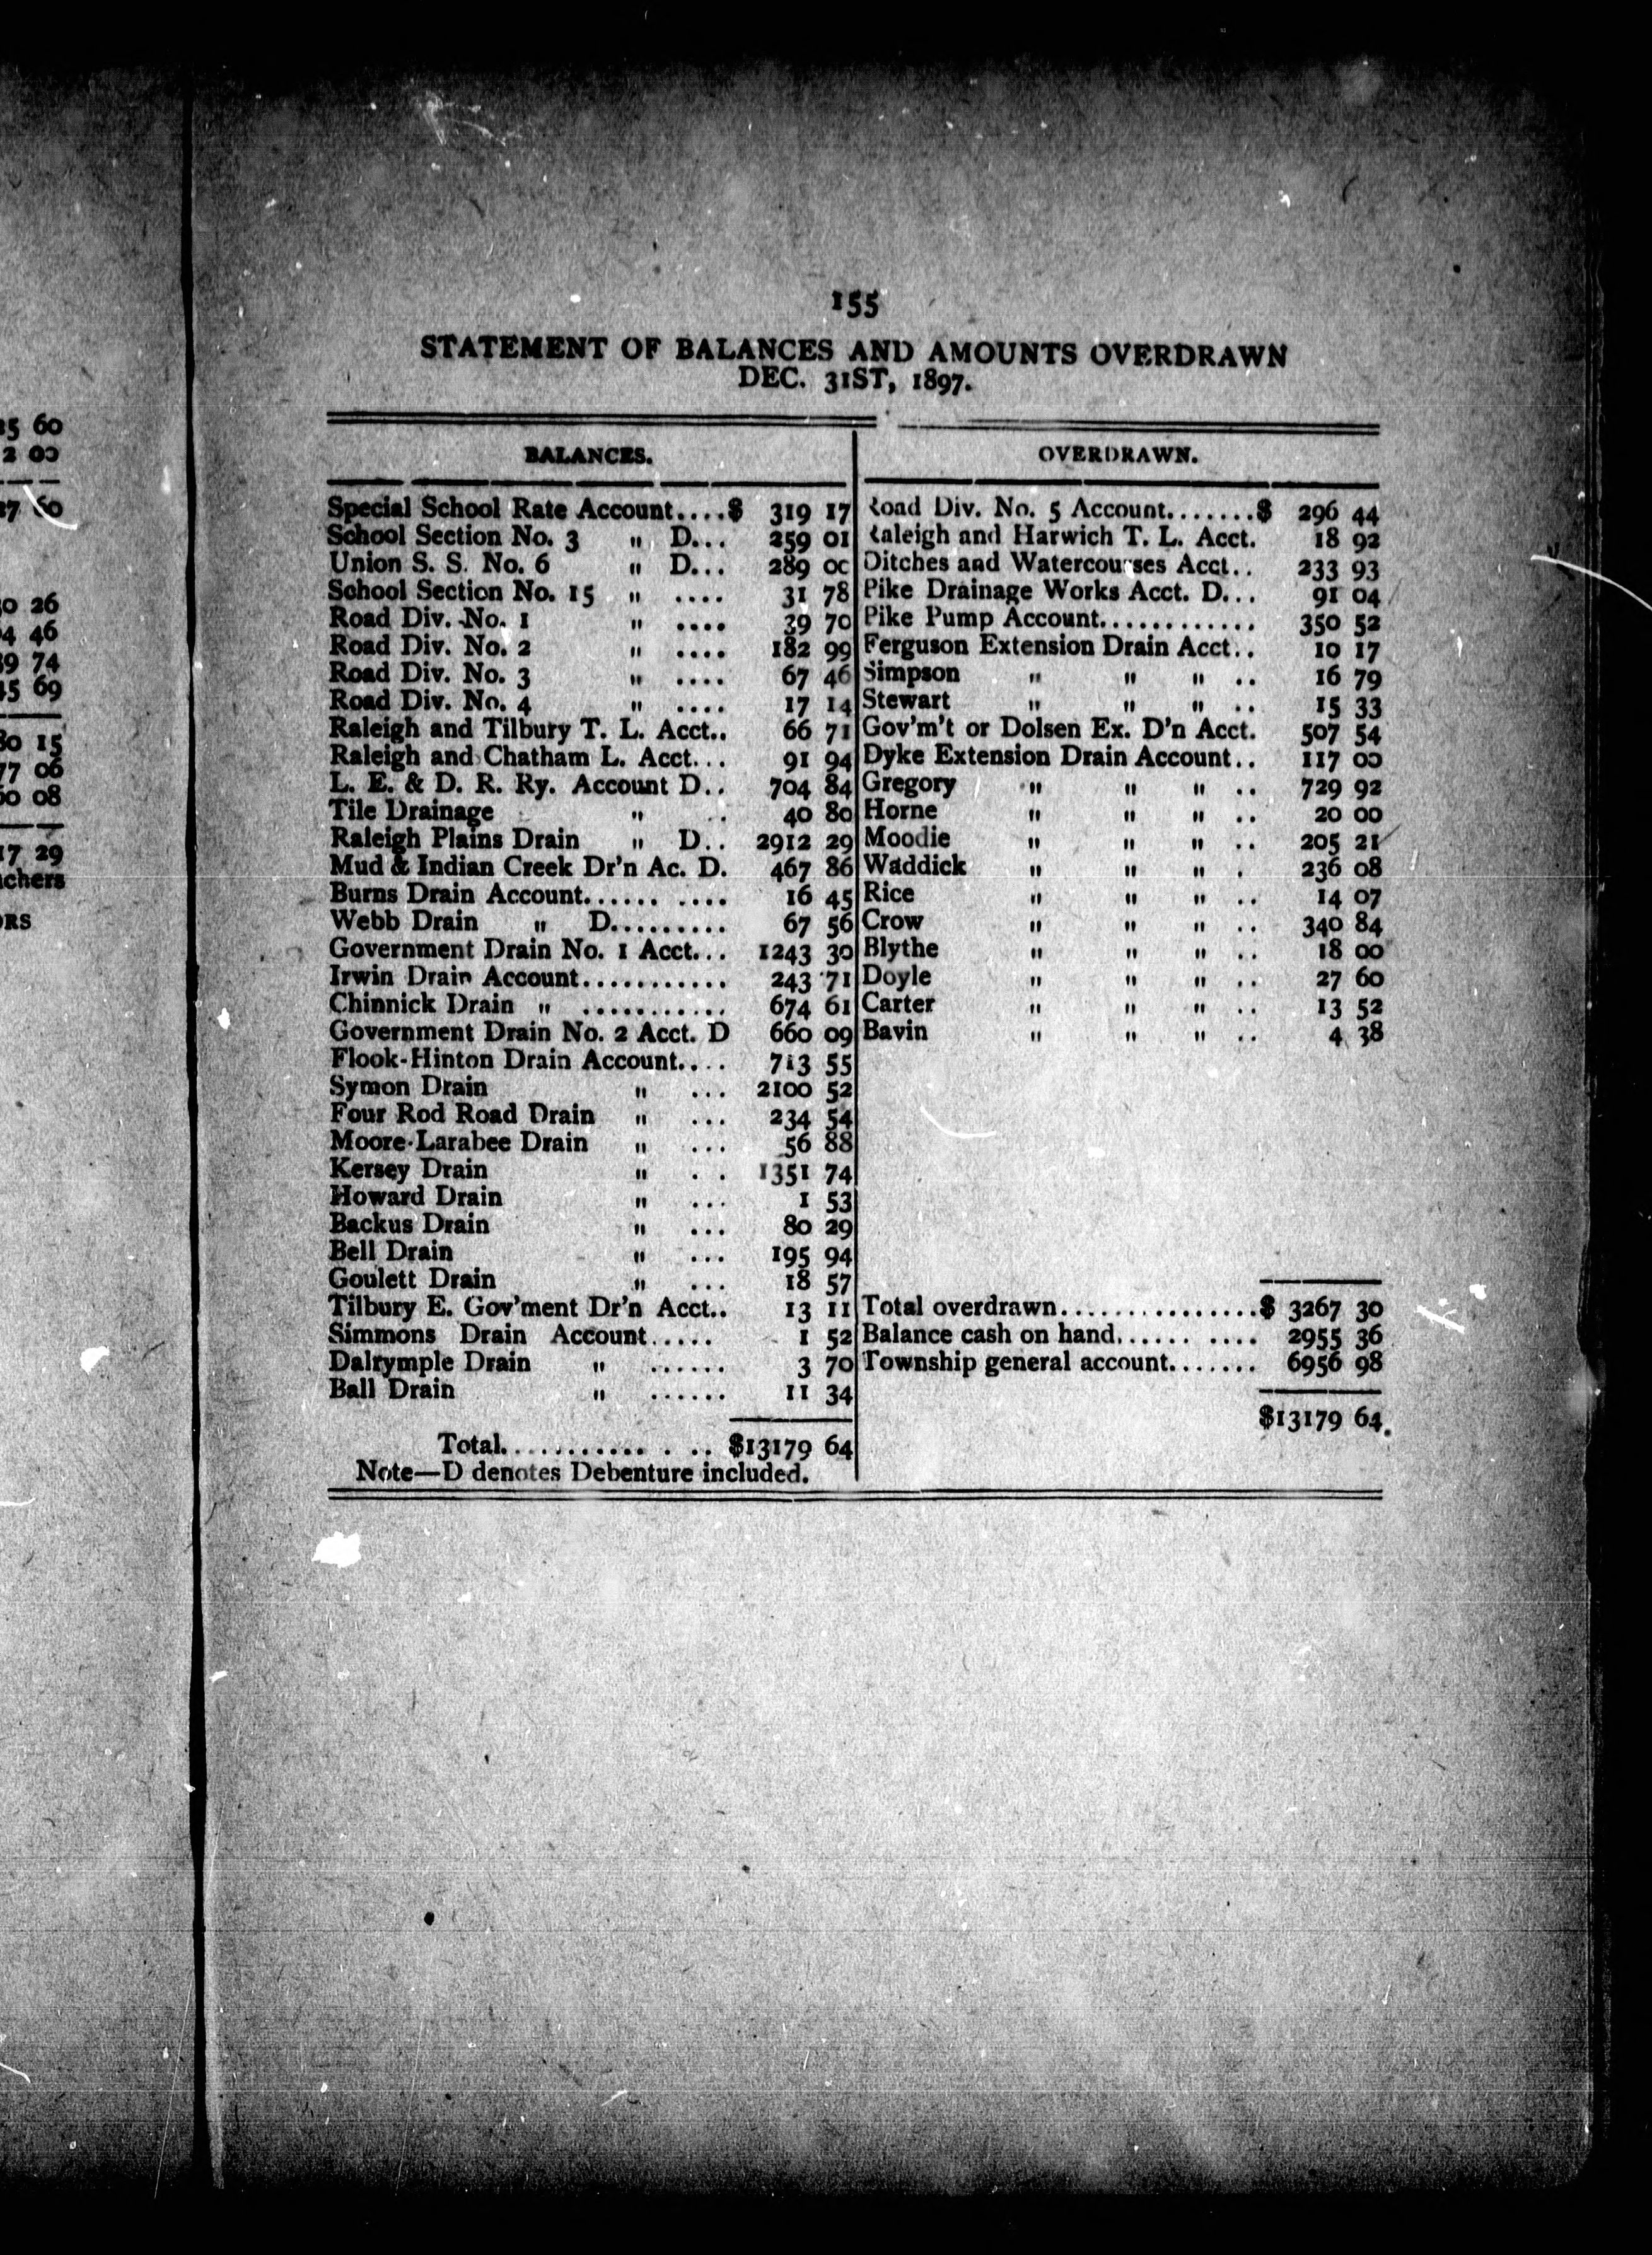 155
STATEMENT OF BALANCES AND AMOUNTS OVERDRAWN
DEC. 31ST, 1897.
BALANCES.
Special School Rate Account....$ 319 17
School Section No. 3 " D... 259 01
Union S. S. No. 6 " D... 289 0c
School Section No. 15 " .... 31 78
Road Div. No. 1 " .... 39 70
Road Div. No. 2 " .... 182 99
Road Div. No. 3 " .... 67 46
Road Div. No. 4 " .... 17 14
Raleigh and Tilbury T. L. Acct.. 66 71
Raleigh and Chatham L. Acct... 91 94
L. E. & D. R. Ry. Account D.. 704 84
Tile Drainage " .. 40 80
Raleigh Plains Drain " D.. 2912 29
Mud & Indian Creek Dr'n Ac. D. 467 86
Burns Drain Account...... .... 16 45
Webb Drain " D......... 67 56
Government Drain No. 1 Acct... 1243 30
Irwin Drain Account........... 243 71
Chinnick Drain " ........... 674 61
Government Drain No. 2 Acct. D 660 09
Flook-Hinton Drain Account.... 713 55
Symon Drain " ... 2100 52
Four Rod Road Drain " ... 234 54
Moore-Larabee Drain " ... 56 88
Kersey Drain " . . 1351 74
Howard Drain " ... 1 53
Backus Drain " ... 80 29
Bell Drain " ... 195 94
Goulett Drain " ... 18 57
Tilbury E. Gov'ment Dr'n Acct.. 13 11
Simmons Drain Account..... 1 52
Dalrymple Drain " ...... 3 70
Ball Drain " ...... 11 34
Total........... . .. $13179 64
Note—D denotes Debenture included.
OVERDRAWN.
Road Div. No. 5 Account.......$ 296 44
Raleigh and Harwich T. L. Acct. 18 92
Ditches and Watercourses Acct.. 233 93
Pike Drainage Works Acct. D... 91 04
Pike Pump Account............ 350 52
Ferguson Extension Drain Acct.. 10 17
Simpson " " " .. 16 79
Stewart " " " .. 15 33
Gov'm't or Dolsen Ex. D'n Acct. 507 54
Dyke Extension Drain Account.. 117 00
Gregory " " " .. 729 92
Horne " " " .. 20 00
Moodie " " " .. 205 21
Waddick " " " . 236 08
Rice " " " .. 14 07
Crow " " " .. 340 84
Blythe " " " .. 18 00
Doyle " " " .. 27 60
Carter " " " .. 13 52
Bavin " " " .. 4 38
Total overdrawn...............$ 3267 30
Balance cash on hand...... .... 2955 36
Township general account....... 6956 98
$13179 64.